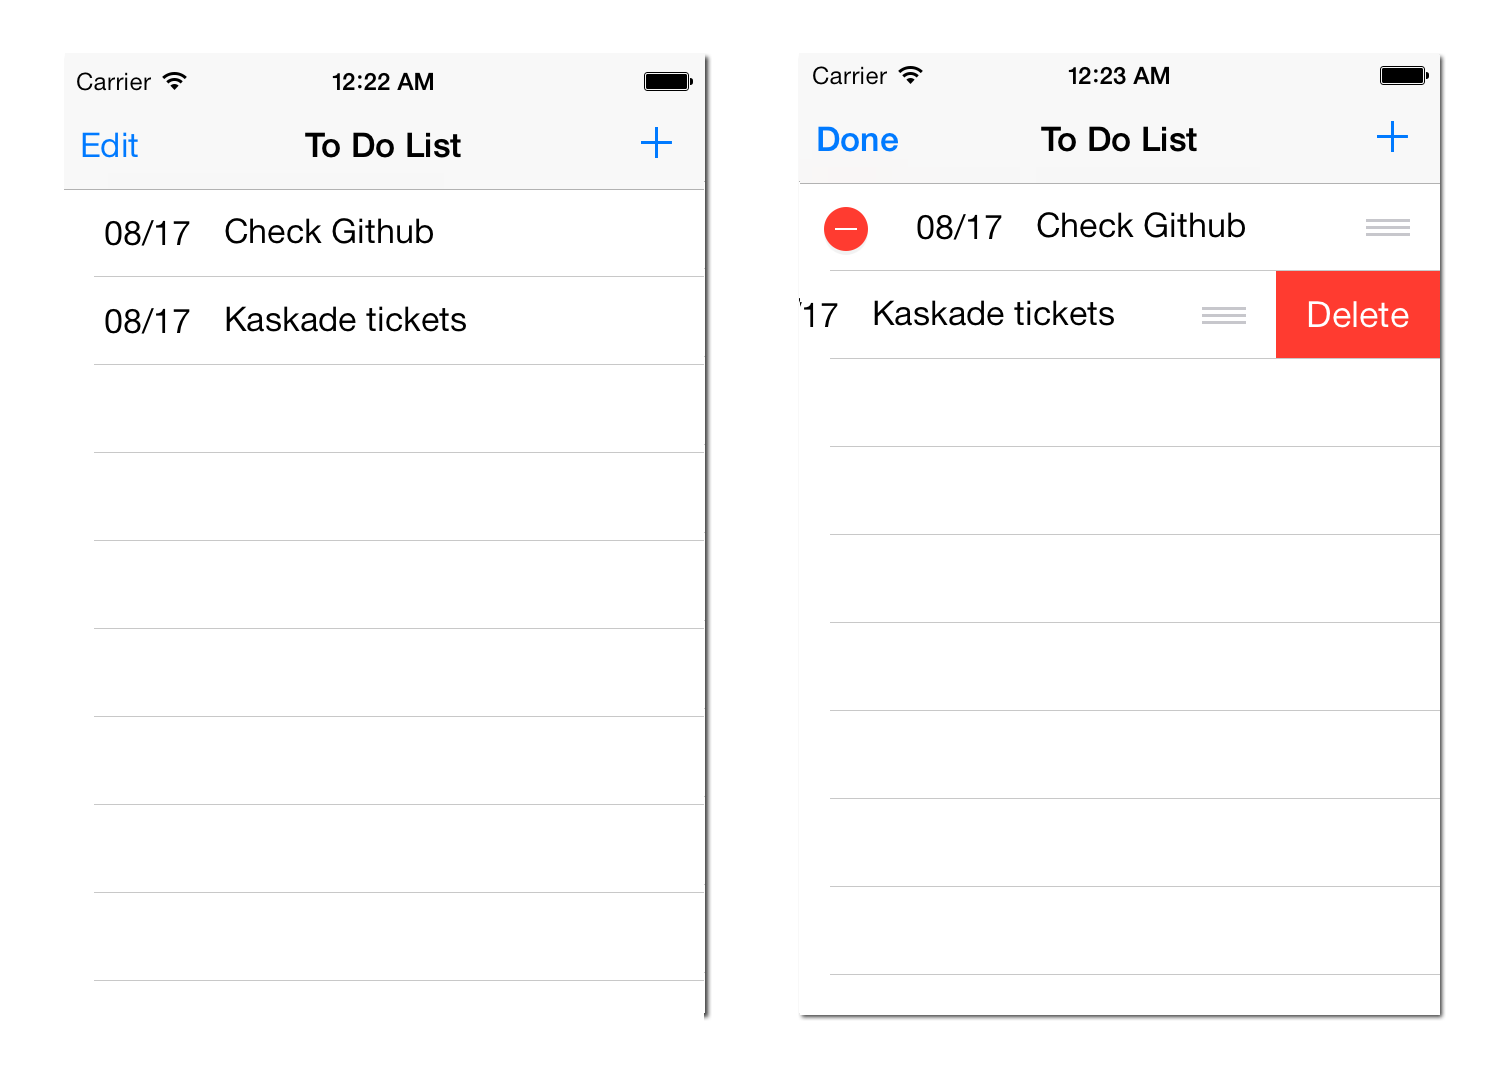 Carrier 12:22 AM
Edit To Do List +
08/17 Check Github
08/17 Kaskade tickets
Carrier 12:23 AM
Done To Do List +
08/17 Check Github
/17 Kaskade tickets Delete